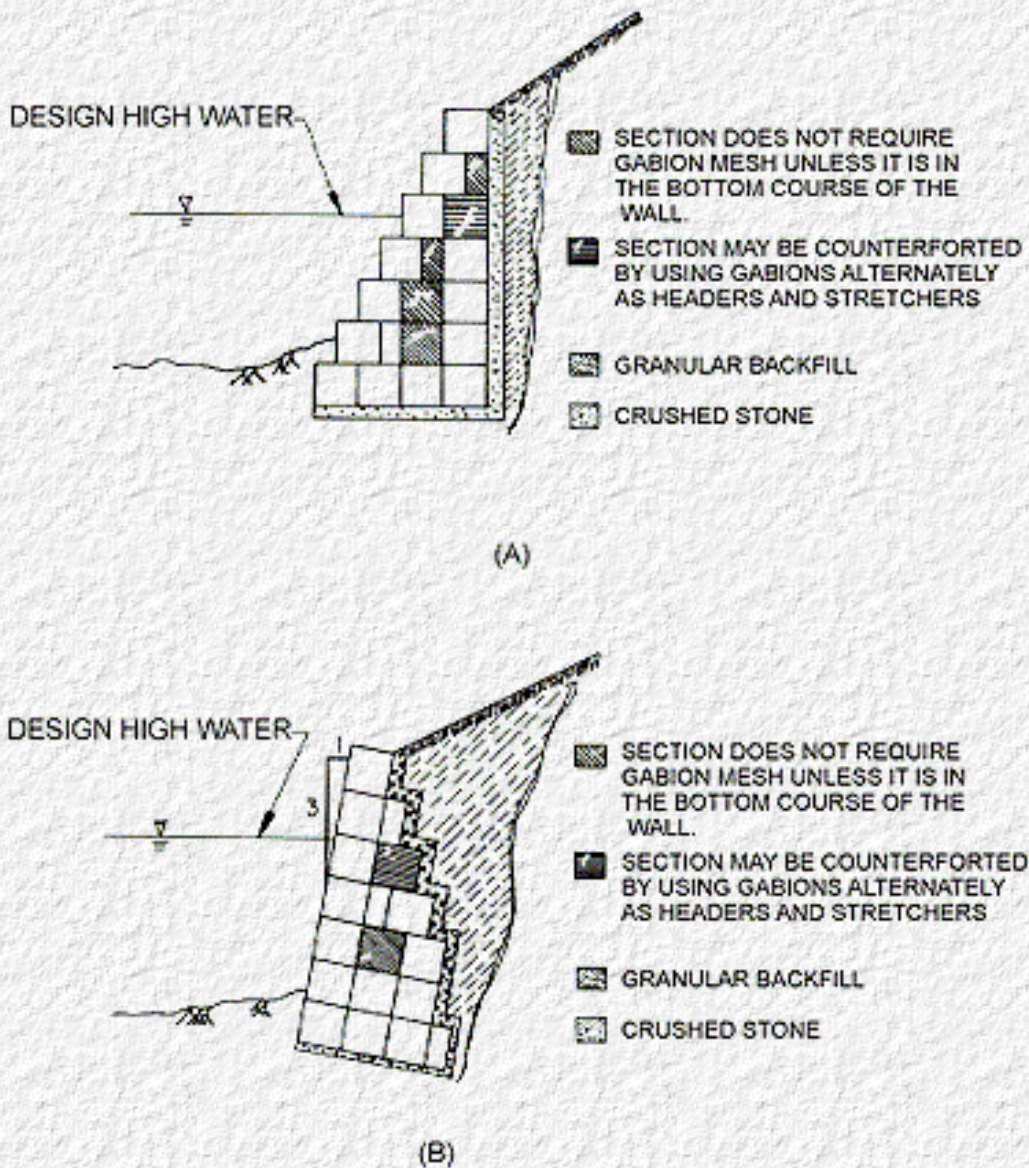 DESIGN HIGH WATER
SECTION DOES NOT REQUIRE
GABION MESH UNLESS IT IS IN
THE BOTTOM COURSE OF THE
WALL.
SECTION MAY BE COUNTERFORTED
BY USING GABIONS ALTERNATELY
AS HEADERS AND STRETCHERS
GRANULAR BACKFILL
CRUSHED STONE
(A)
DESIGN HIGH WATER
1
3
SECTION DOES NOT REQUIRE
GABION MESH UNLESS IT IS IN
THE BOTTOM COURSE OF THE
WALL.
SECTION MAY BE COUNTERFORTED
BY USING GABIONS ALTERNATELY
AS HEADERS AND STRETCHERS
GRANULAR BACKFILL
CRUSHED STONE
(B)